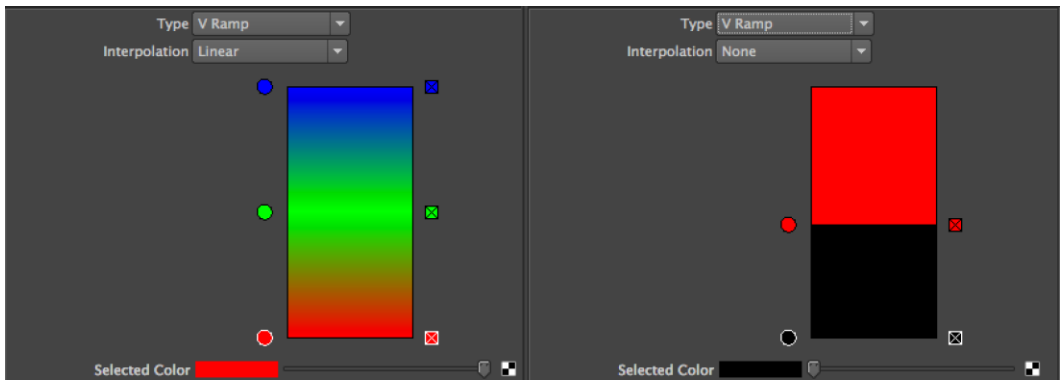 Type V Ramp
Interpolation Linear
Selected Color
Type V Ramp
Interpolation None
Selected Color